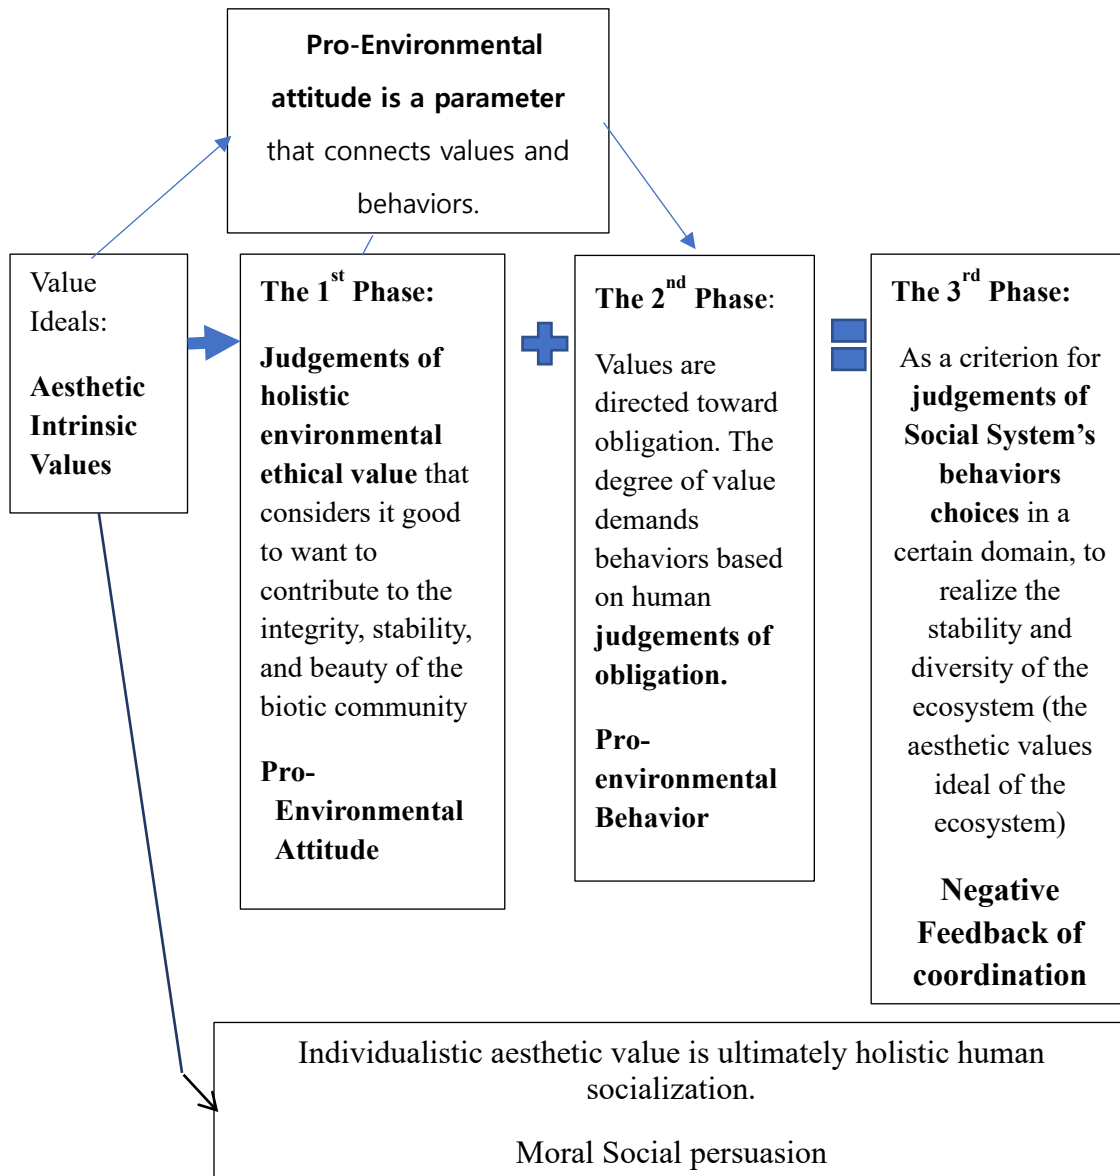 Pro-Environmental
attitude is a parameter
that connects values and
behaviors.
Value
Ideals:
Aesthetic
Intrinsic
Values
The 1st Phase:
Judgements of
holistic
environmental
ethical value that
considers it good
to want to
contribute to the
integrity, stability,
and beauty of the
biotic community
Pro-
Environmental
Attitude
The 2nd Phase:
Values are
directed toward
obligation. The
degree of value
demands
behaviors based
on human
judgements of
obligation.
Pro-
environmental
Behavior
The 3rd Phase:
As a criterion for
judgements of
Social System’s
behaviors
choices in a
certain domain, to
realize the
stability and
diversity of the
ecosystem (the
aesthetic values
ideal of the
ecosystem)
Negative
Feedback of
coordination
Individualistic aesthetic value is ultimately holistic human
socialization.
Moral Social persuasion